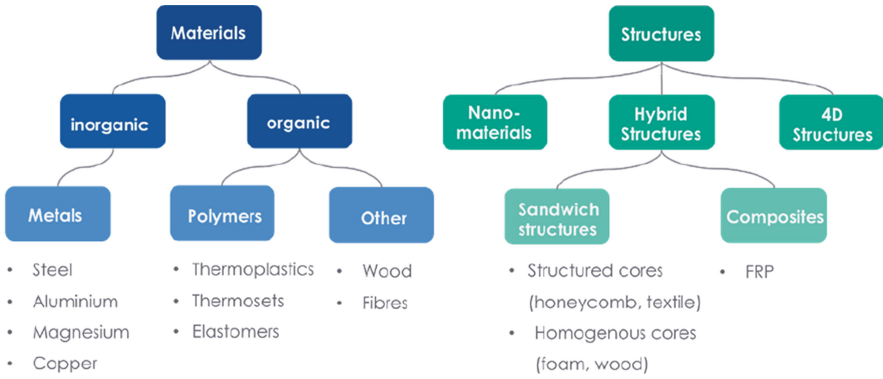 Materials
inorganic
organic
Metals
Polymers
Other
• Steel
• Aluminium
• Magnesium
• Copper
• Thermoplastics
• Thermosets
• Elastomers
• Wood
• Fibres
Structures
Nano-
materials
Hybrid
Structures
4D
Structures
Sandwich
structures
Composites
• Structured cores
(honeycomb, textile)
• Homogenous cores
(foam, wood)
• FRP